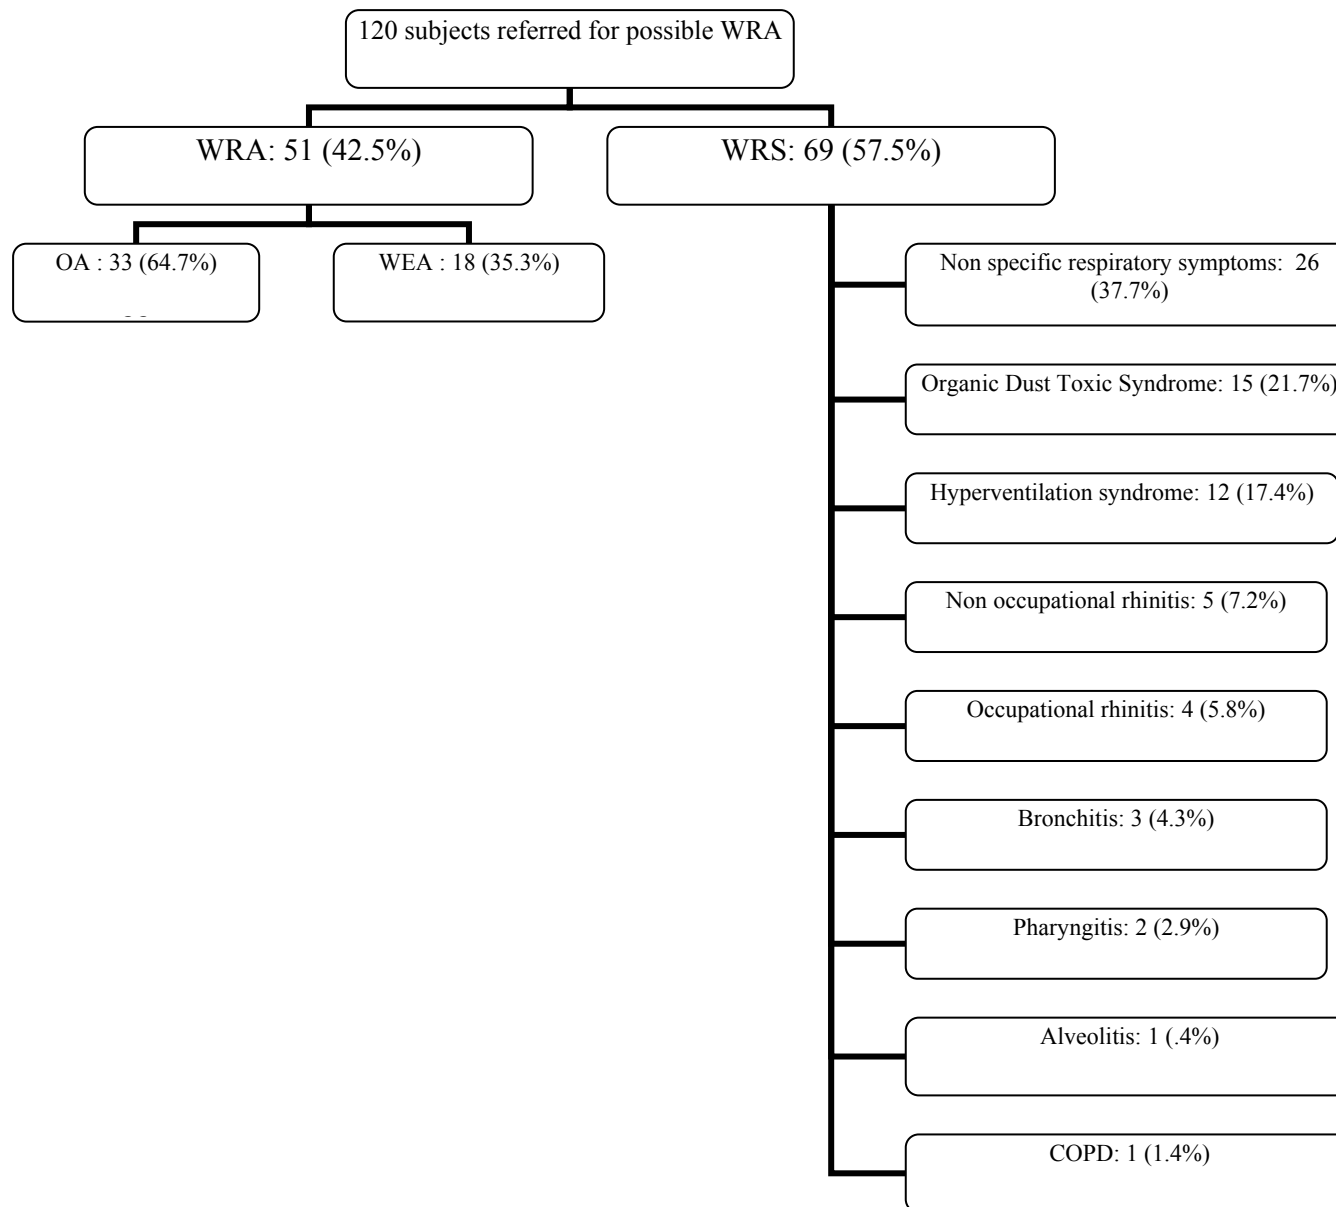 120 subjects referred for possible WRA
WRA: 51 (42.5%)
WRS: 69 (57.5%)
OA : 33 (64.7%)
WEA : 18 (35.3%)
Non specific respiratory symptoms:  26
(37.7%)
Organic Dust Toxic Syndrome: 15 (21.7%)
Hyperventilation syndrome: 12 (17.4%)
Non occupational rhinitis: 5 (7.2%)
Occupational rhinitis: 4 (5.8%)
Bronchitis: 3 (4.3%)
Pharyngitis: 2 (2.9%)
Alveolitis: 1 (.4%)
COPD: 1 (1.4%)